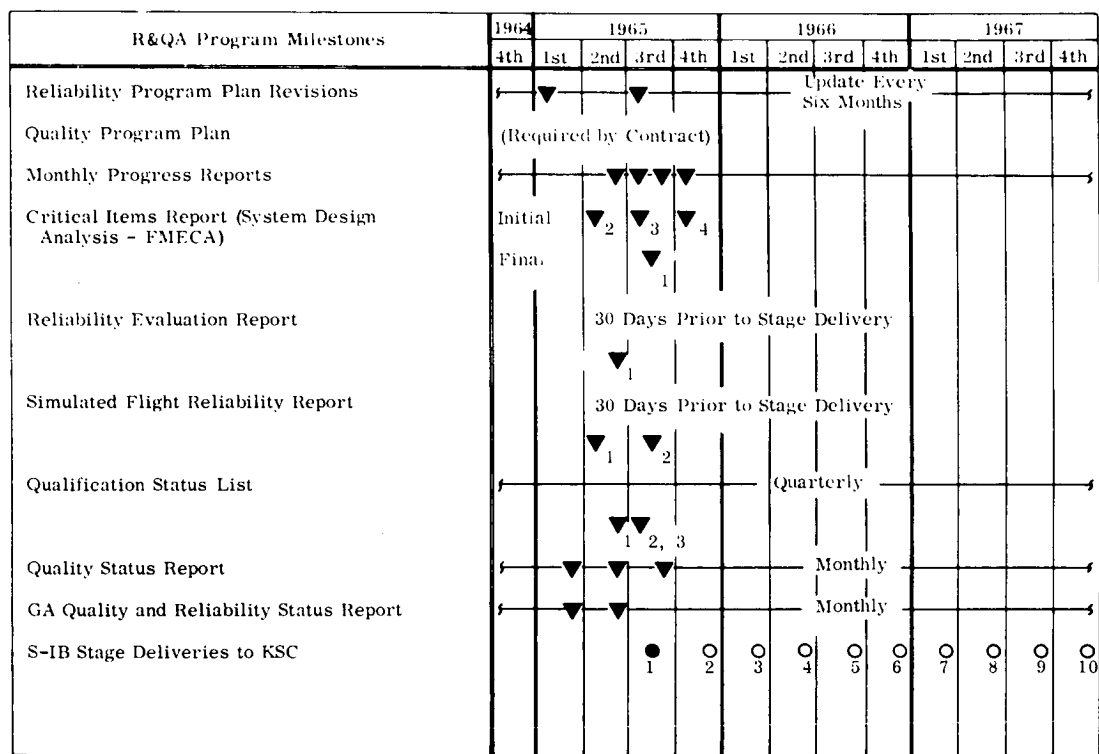 R&QA Program Milestones
1964 1965 1966 1967
4th 1st 2nd 3rd 4th 1st 2nd 3rd 4th 1st 2nd 3rd 4th
Reliability Program Plan Revisions
Update Every
Six Months
Quality Program Plan
(Required by Contract)
Monthly Progress Reports
Critical Items Report (System Design
Analysis - FMECA)
Initial
2 3 4
Final
1
Reliability Evaluation Report
30 Days Prior to Stage Delivery
1
Simulated Flight Reliability Report
30 Days Prior to Stage Delivery
1 2
Qualification Status List
Quarterly
1 2, 3
Quality Status Report
Monthly
GA Quality and Reliability Status Report
Monthly
S-IB Stage Deliveries to KSC
1 2 3 4 5 6 7 8 9 10